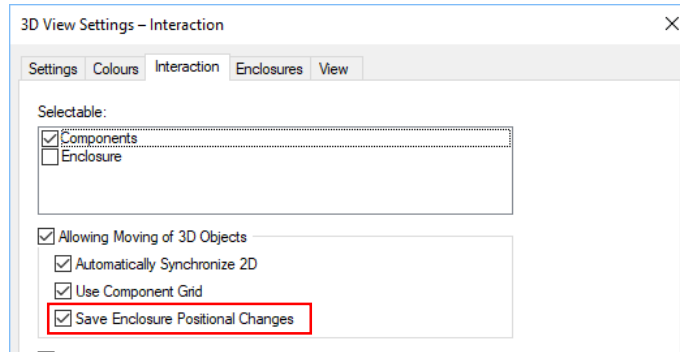 3D View Settings – Interaction
Settings Colours Interaction Enclosures View
Selectable:
Components
Enclosure
Allowing Moving of 3D Objects
Automatically Synchronize 2D
Use Component Grid
Save Enclosure Positional Changes